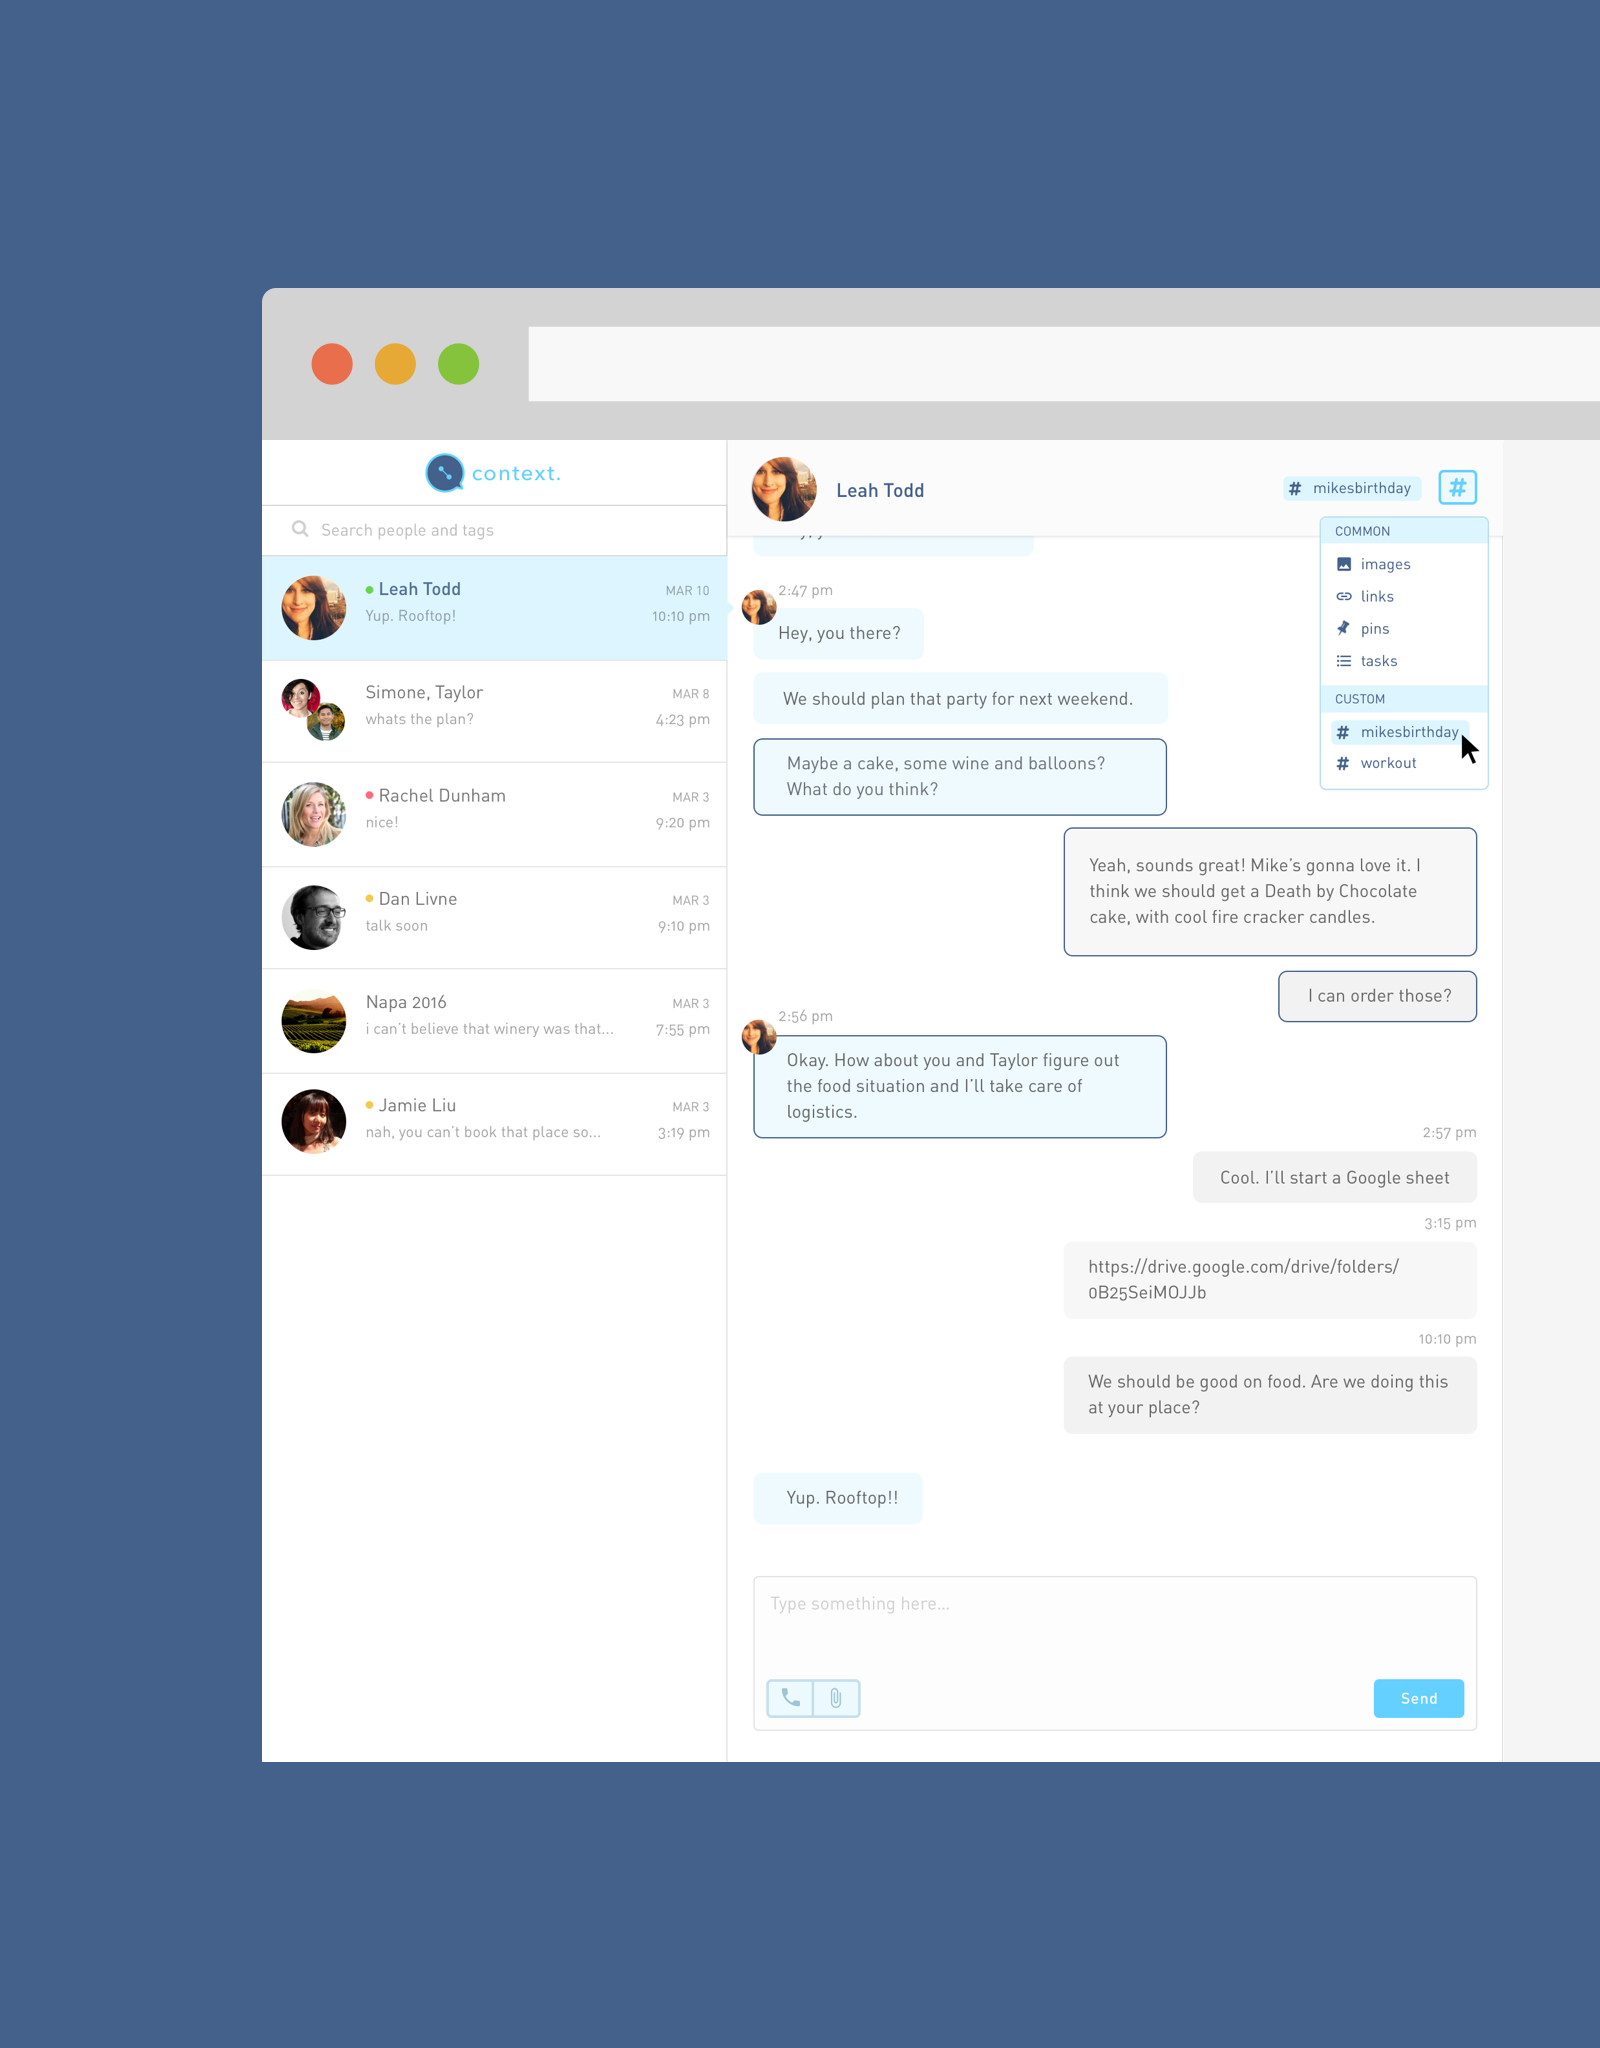 context.
Search people and tags
Leah Todd
MAR 10
Yup. Rooftop!
10:10 pm
Simone, Taylor
MAR 8
whats the plan?
4:23 pm
Rachel Dunham
MAR 3
nice!
9:20 pm
Dan Livne
MAR 3
talk soon
9:10 pm
Napa 2016
MAR 3
i can't believe that winery was that...
7:55 pm
Jamie Liu
MAR 3
nah, you can't book that place so...
3:19 pm
Leah Todd
# mikesbirthday
#
COMMON
images
links
pins
tasks
CUSTOM
# mikesbirthday
# workout
2:47 pm
Hey, you there?
We should plan that party for next weekend.
Maybe a cake, some wine and balloons?
What do you think?
Yeah, sounds great! Mike's gonna love it. I
think we should get a Death by Chocolate
cake, with cool fire cracker candles.
I can order those?
2:56 pm
Okay. How about you and Taylor figure out
the food situation and I'll take care of
logistics.
2:57 pm
Cool. I'll start a Google sheet
3:15 pm
https://drive.google.com/drive/folders/
0B25SeiMOJJb
10:10 pm
We should be good on food. Are we doing this
at your place?
Yup. Rooftop!!
Type something here...
Send